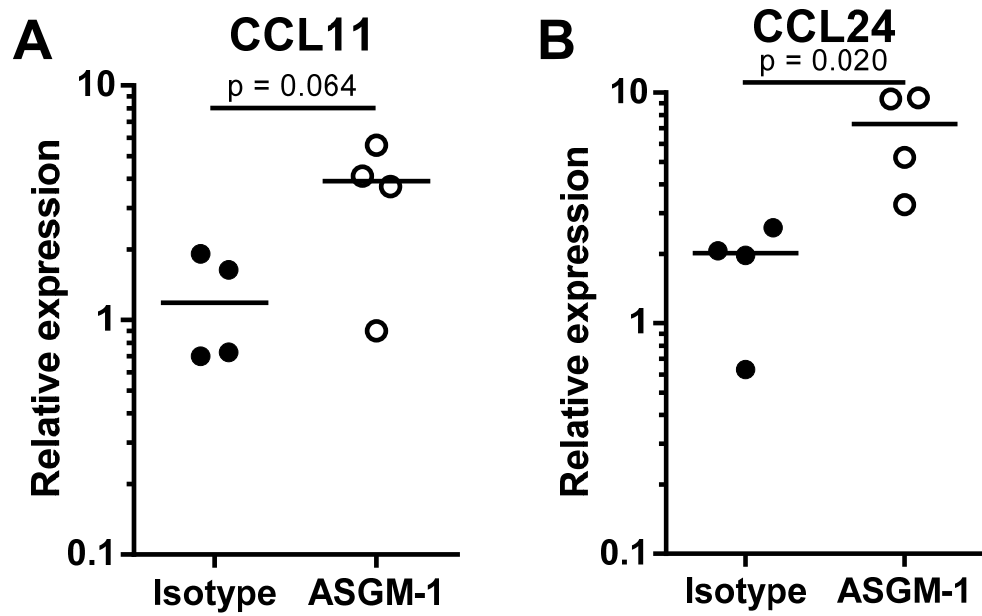 A
CCL11
p = 0.064
Relative expression
10
1
0.1
Isotype
ASGM-1
B
CCL24
p = 0.020
Relative expression
10
1
0.1
Isotype
ASGM-1